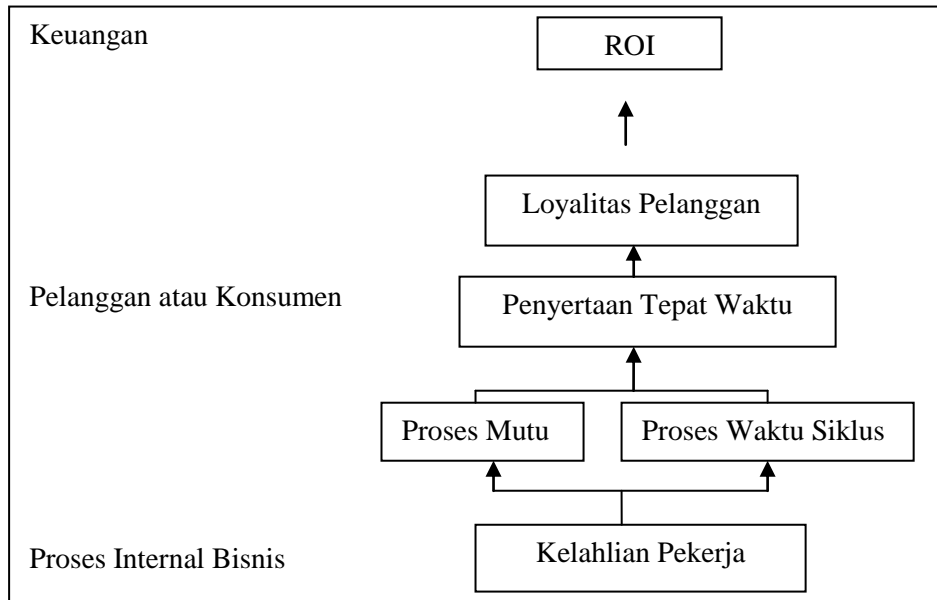 Keuangan
ROI
Loyalitas Pelanggan
Pelanggan atau Konsumen
Penyertaan Tepat Waktu
Proses Mutu
Proses Waktu Siklus
Proses Internal Bisnis
Kelahlian Pekerja